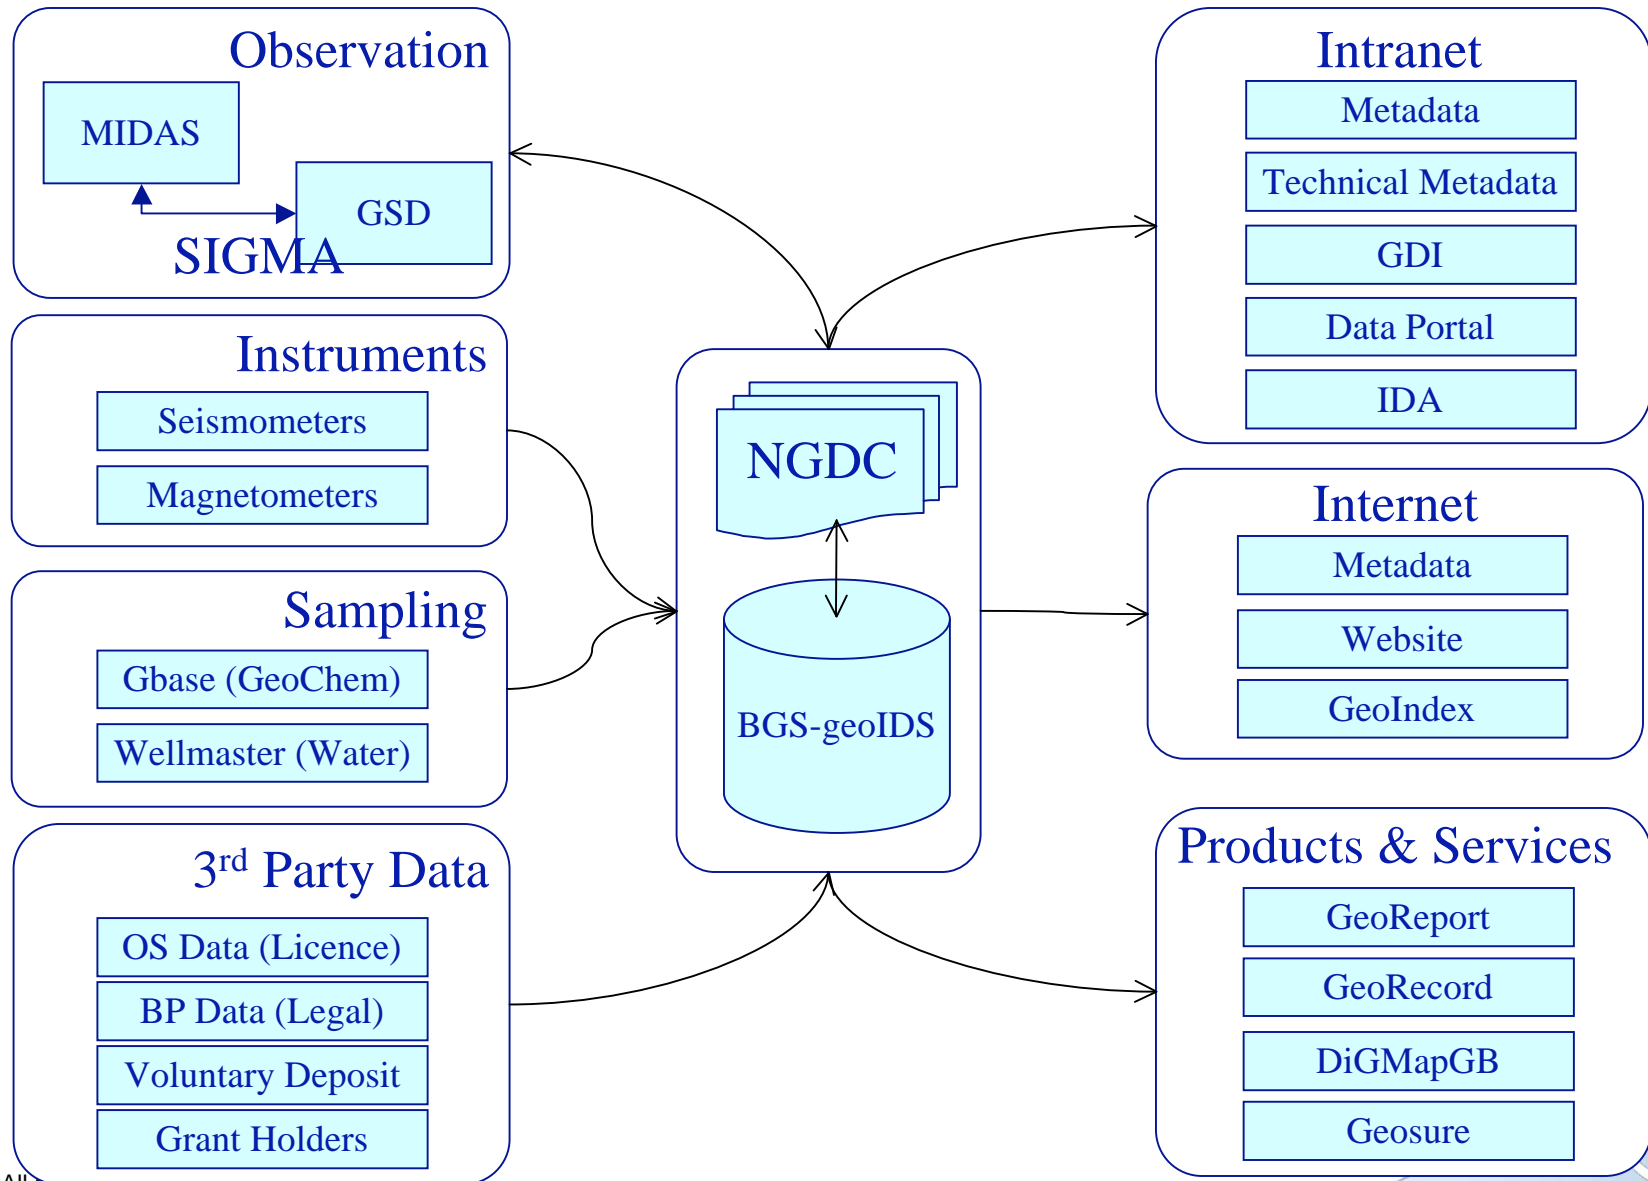 Observation
MIDAS
GSD
SIGMA
Instruments
Seismometers
Magnetometers
Sampling
Gbase (GeoChem)
Wellmaster (Water)
3rd Party Data
OS Data (Licence)
BP Data (Legal)
Voluntary Deposit
Grant Holders
All
NGDC
BGS-geoIDS
Intranet
Metadata
Technical Metadata
GDI
Data Portal
IDA
Internet
Metadata
Website
GeoIndex
Products & Services
GeoReport
GeoRecord
DiGMapGB
Geosure